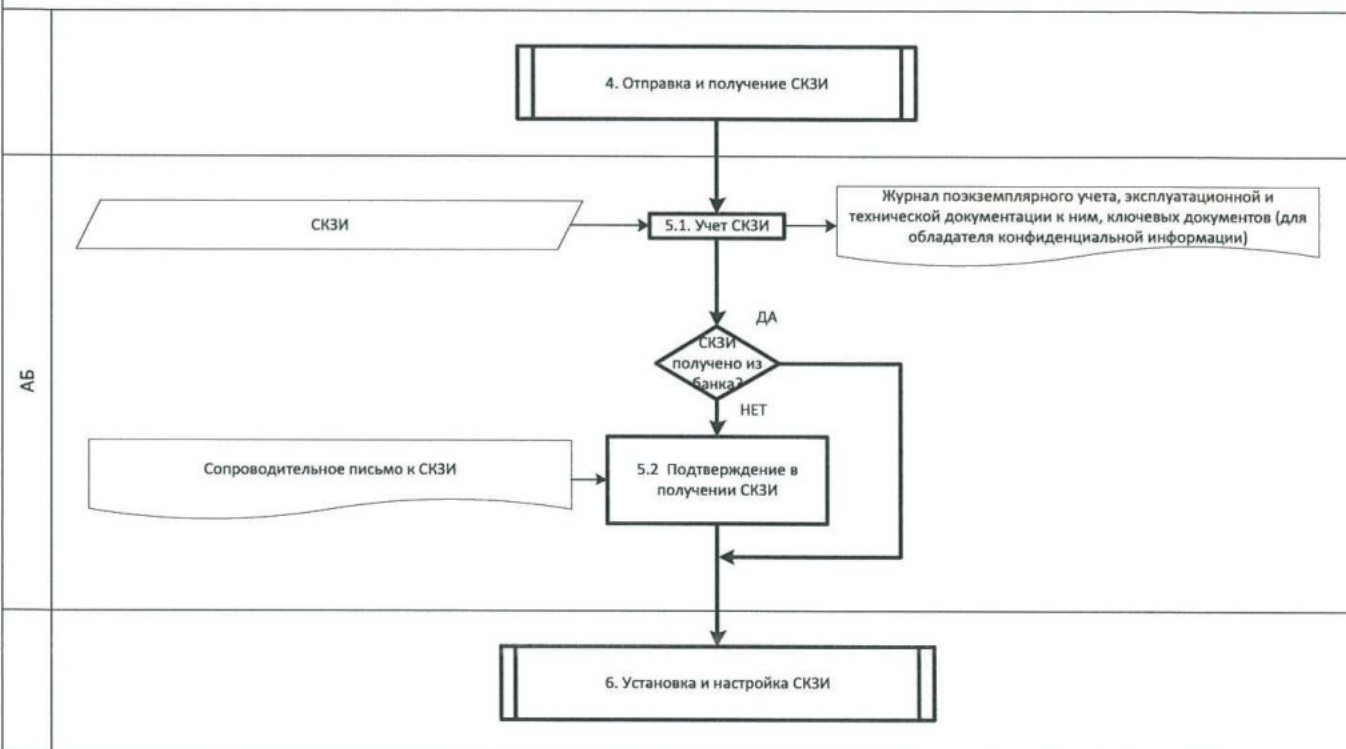 4. Отправка и получение СКЗИ
СКЗИ
5.1. Учет СКЗИ
Журнал поэкземплярного учета, эксплуатационной и
технической документации к ним, ключевых документов (для
обладателя конфиденциальной информации)
ДА
СКЗИ
получено из
банка?
НЕТ
АБ
Сопроводительное письмо к СКЗИ
5.2 Подтверждение в
получении СКЗИ
6. Установка и настройка СКЗИ